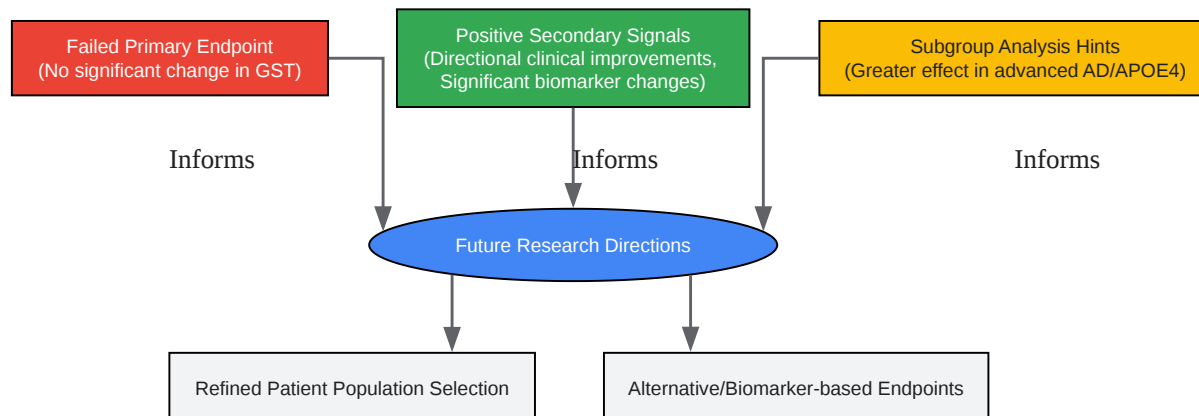 Failed Primary Endpoint
(No significant change in GST)
Positive Secondary Signals
(Directional clinical improvements,
Significant biomarker changes)
Subgroup Analysis Hints
(Greater effect in advanced AD/APOE4)
Informs
Informs
Informs
Future Research Directions
Refined Patient Population Selection
Alternative/Biomarker-based Endpoints